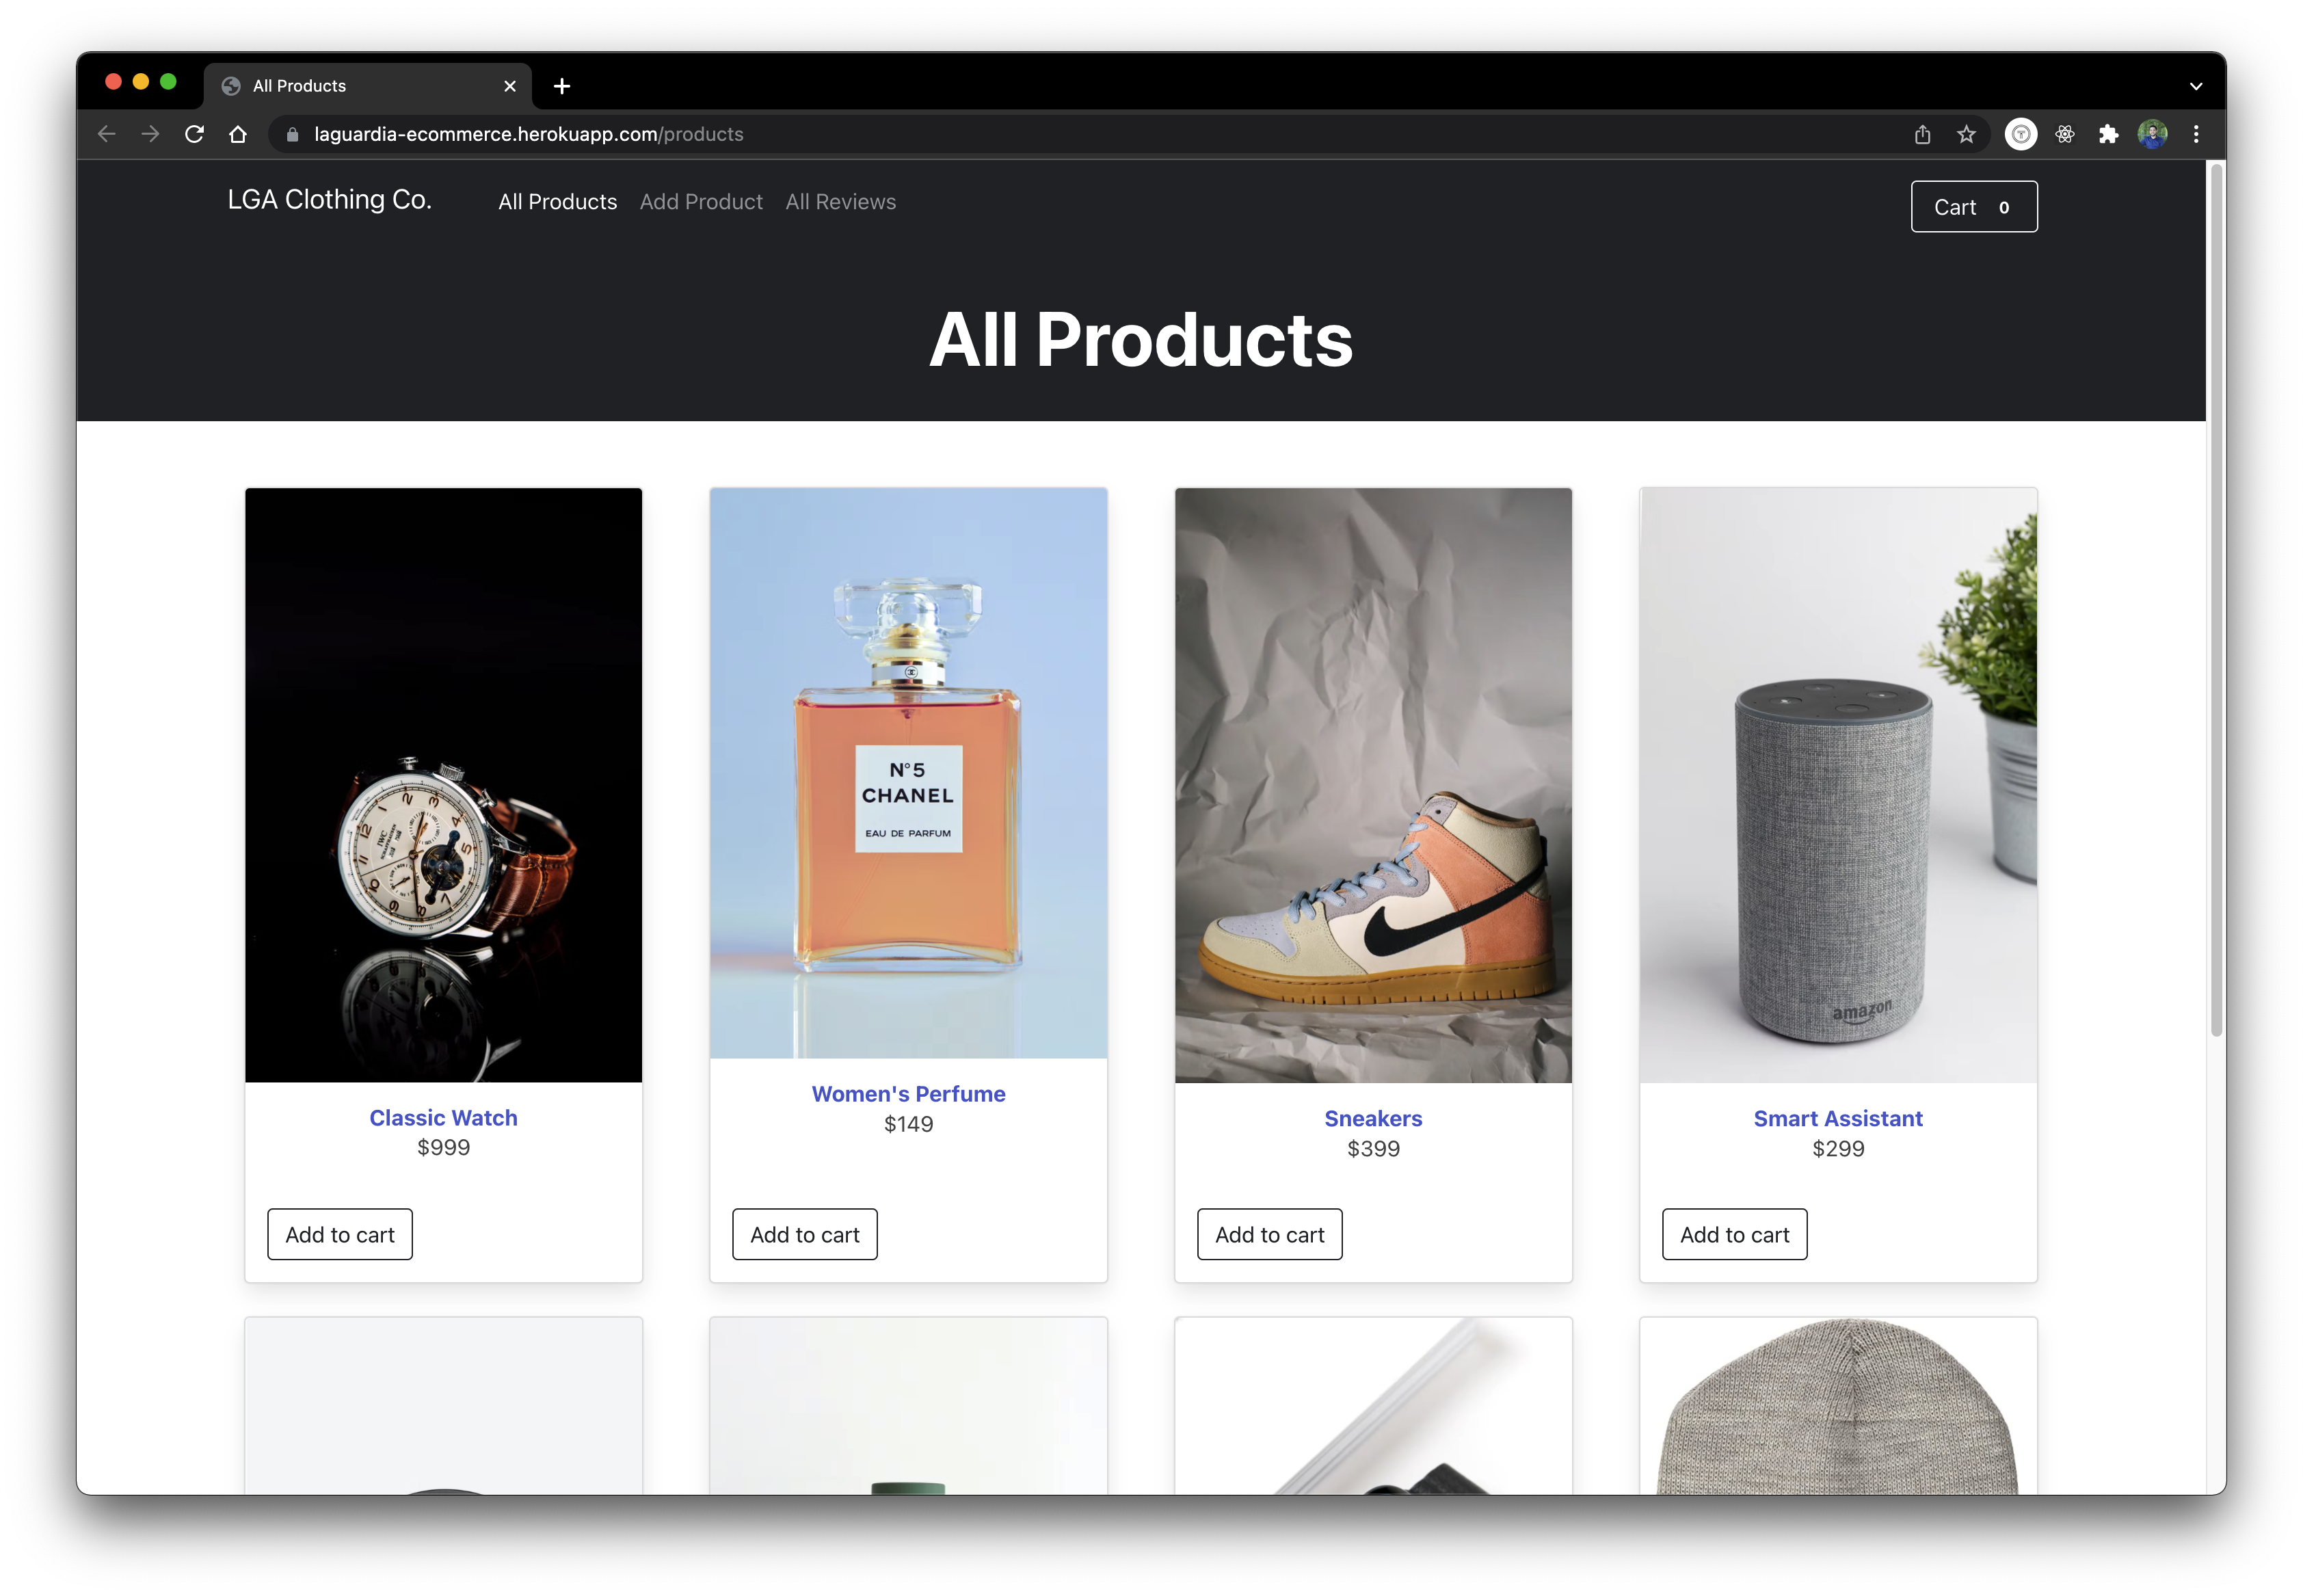 All Products
laguardia-ecommerce.herokuapp.com/products
LGA Clothing Co.
All Products
Add Product
All Reviews
Cart 0
All Products
N°5
CHANEL
EAU DE PARFUM
amazon
Classic Watch
$999
Women's Perfume
$149
Sneakers
$399
Smart Assistant
$299
Add to cart
Add to cart
Add to cart
Add to cart